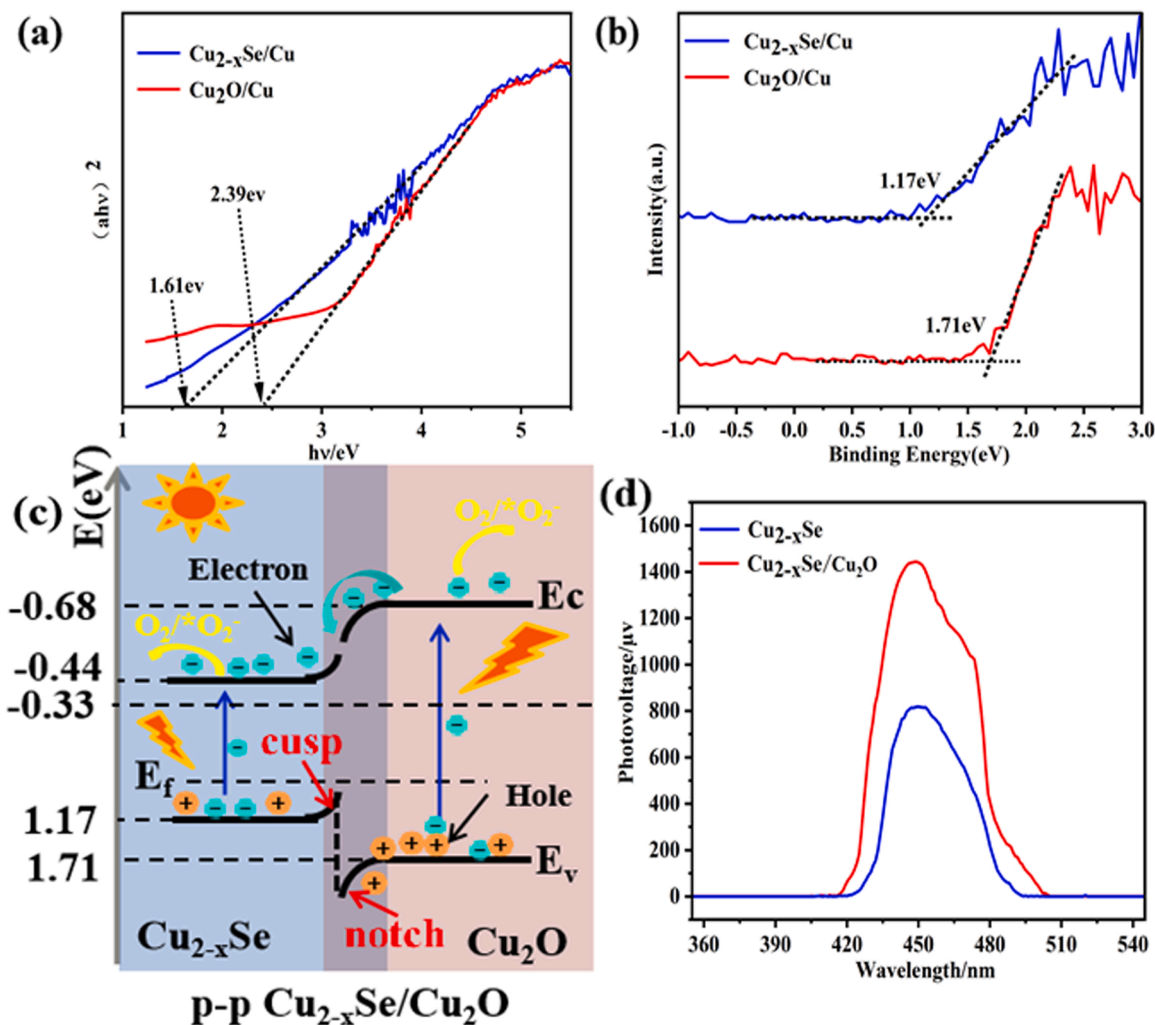 (a)
Cu2-xSe/Cu
Cu2O/Cu
(ahν)2
2.39ev
1.61ev
1 2 3 4 5
hν/eV
(b)
Cu2-xSe/Cu
Cu2O/Cu
Intensity(a.u.)
1.17eV
1.71eV
-1.0 -0.5 0.0 0.5 1.0 1.5 2.0 2.5 3.0
Binding Energy(eV)
(c)
E(eV)
O2/*O2-
Electron
Ec
-0.68
O2/*O2-
-0.44
-0.33
cusp
Ef
Hole
1.17
1.71
Ev
notch
Cu2-xSe
Cu2O
p-p Cu2-xSe/Cu2O
(d)
Cu2-xSe
Cu2-xSe/Cu2O
Photovoltage/μv
1600
1400
1200
1000
800
600
400
200
0
360 390 420 450 480 510 540
Wavelength/nm